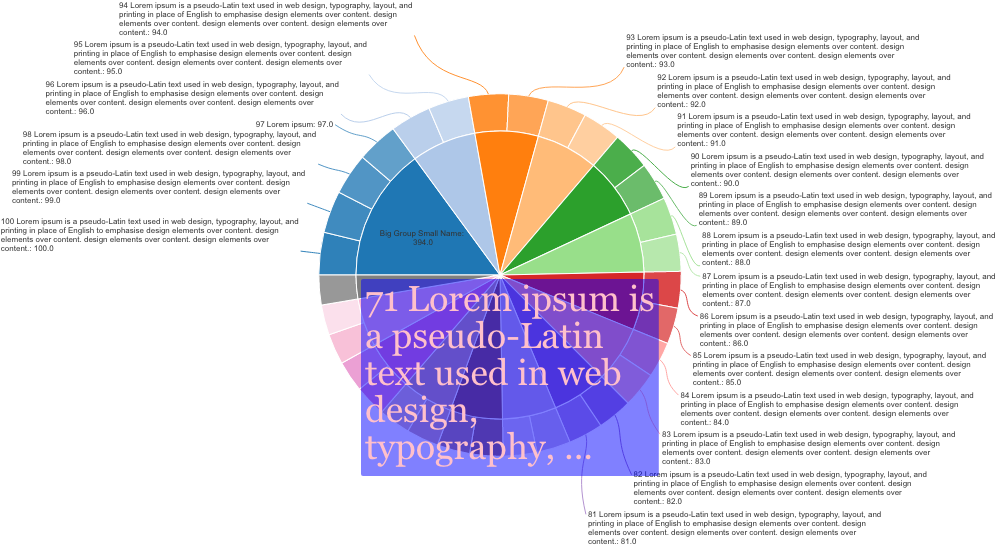 94 Lorem ipsum is a pseudo-Latin text used in web design, typography, layout, and
printing in place of English to emphasise design elements over content. design
elements over content. design elements over content. design elements over
content.: 94.0
95 Lorem ipsum is a pseudo-Latin text used in web design, typography, layout, and
printing in place of English to emphasise design elements over content. design
elements over content. design elements over content. design elements over
content.: 95.0
96 Lorem ipsum is a pseudo-Latin text used in web design, typography, layout, and
printing in place of English to emphasise design elements over content. design
elements over content. design elements over content. design elements over
content.: 96.0
97 Lorem ipsum: 97.0
98 Lorem ipsum is a pseudo-Latin text used in web design, typography, layout, and
printing in place of English to emphasise design elements over content. design
elements over content. design elements over content. design elements over
content.: 98.0
99 Lorem ipsum is a pseudo-Latin text used in web design, typography, layout, and
printing in place of English to emphasise design elements over content. design
elements over content. design elements over content. design elements over
content.: 99.0
100 Lorem ipsum is a pseudo-Latin text used in web design, typography, layout, and
printing in place of English to emphasise design elements over content. design
elements over content. design elements over content. design elements over
content.: 100.0
Big Group Small Name:
394.0
71 Lorem ipsum is
a pseudo-Latin
text used in web
design,
typography, ...
93 Lorem ipsum is a pseudo-Latin text used in web design, typography, layout, and
printing in place of English to emphasise design elements over content. design
elements over content. design elements over content. design elements over
content.: 93.0
92 Lorem ipsum is a pseudo-Latin text used in web design, typography, layout, and
printing in place of English to emphasise design elements over content. design
elements over content. design elements over content. design elements over
content.: 92.0
91 Lorem ipsum is a pseudo-Latin text used in web design, typography, layout, and
printing in place of English to emphasise design elements over content. design
elements over content. design elements over content. design elements over
content.: 91.0
90 Lorem ipsum is a pseudo-Latin text used in web design, typography, layout, and
printing in place of English to emphasise design elements over content. design
elements over content. design elements over content. design elements over
content.: 90.0
89 Lorem ipsum is a pseudo-Latin text used in web design, typography, layout, and
printing in place of English to emphasise design elements over content. design
elements over content. design elements over content. design elements over
content.: 89.0
88 Lorem ipsum is a pseudo-Latin text used in web design, typography, layout, and
printing in place of English to emphasise design elements over content. design
elements over content. design elements over content. design elements over
content.: 88.0
87 Lorem ipsum is a pseudo-Latin text used in web design, typography, layout, and
printing in place of English to emphasise design elements over content. design
elements over content. design elements over content. design elements over
content.: 87.0
86 Lorem ipsum is a pseudo-Latin text used in web design, typography, layout, and
printing in place of English to emphasise design elements over content. design
elements over content. design elements over content. design elements over
content.: 86.0
85 Lorem ipsum is a pseudo-Latin text used in web design, typography, layout, and
printing in place of English to emphasise design elements over content. design
elements over content. design elements over content. design elements over
content.: 85.0
84 Lorem ipsum is a pseudo-Latin text used in web design, typography, layout, and
printing in place of English to emphasise design elements over content. design
elements over content. design elements over content. design elements over
content.: 84.0
83 Lorem ipsum is a pseudo-Latin text used in web design, typography, layout, and
printing in place of English to emphasise design elements over content. design
elements over content. design elements over content. design elements over
content.: 83.0
82 Lorem ipsum is a pseudo-Latin text used in web design, typography, layout, and
printing in place of English to emphasise design elements over content. design
elements over content. design elements over content. design elements over
content.: 82.0
81 Lorem ipsum is a pseudo-Latin text used in web design, typography, layout, and
printing in place of English to emphasise design elements over content. design
elements over content. design elements over content. design elements over
content.: 81.0